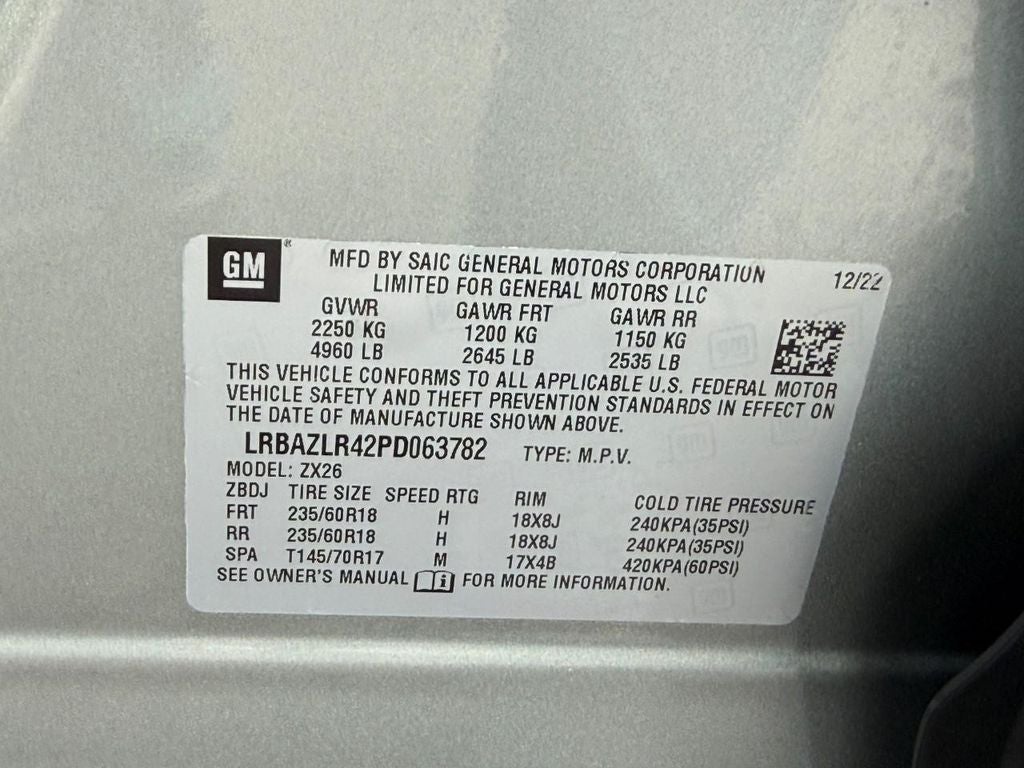 GM ® MFD BY SAIC GENERAL MOTORS CORPORATION 12/22
LIMITED FOR GENERAL MOTORS LLC
GVWR GAWR FRT GAWR RR
2250 KG 1200 KG 1150 KG
4960 LB 2645 LB 2535 LB
THIS VEHICLE CONFORMS TO ALL APPLICABLE U.S. FEDERAL MOTOR
VEHICLE SAFETY AND THEFT PREVENTION STANDARDS IN EFFECT ON
THE DATE OF MANUFACTURE SHOWN ABOVE.
LRBAZLR42PD063782 TYPE: M.P.V.
MODEL: ZX26
ZBDJ TIRE SIZE SPEED RTG RIM COLD TIRE PRESSURE
FRT 235/60R18 H 18X8J 240KPA(35PSI)
RR 235/60R18 H 18X8J 240KPA(35PSI)
SPA T145/70R17 M 17X4B 420KPA(60PSI)
SEE OWNER'S MANUAL i FOR MORE INFORMATION.